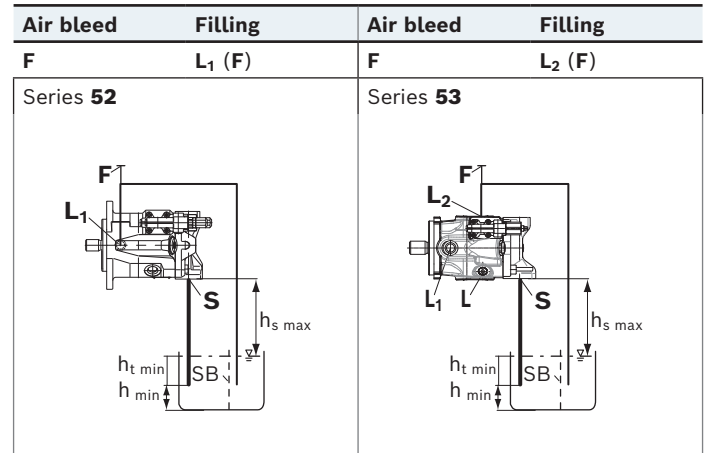 Air bleed Filling Air bleed Filling
F L₁ (F) F L₂ (F)
Series 52 Series 53
F F
L₂
L₁
L₁ L
S S
hₛ ₘₐₓ hₛ ₘₐₓ
hₜ ₘᵢₙ SB hₜ ₘᵢₙ SB
h ₘᵢₙ h ₘᵢₙ